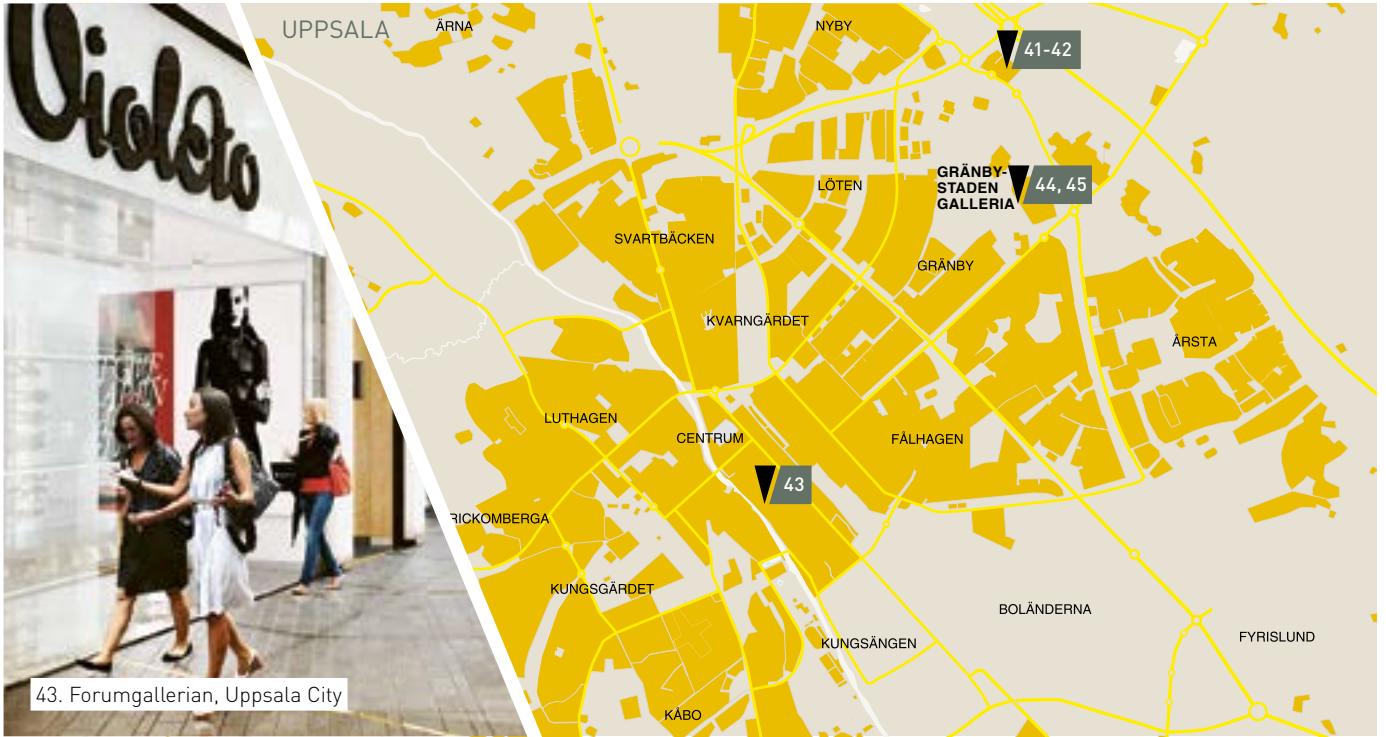 Violeta
43. Forumgallerian, Uppsala City
UPPSALA
ÄRNA
NYBY
41-42
LÖTEN
GRÄNBY-
STADEN
GALLERIA
44, 45
SVARTBÄCKEN
GRÄNBY
KVARNGÄRDET
ÅRSTA
LUTHAGEN
CENTRUM
FÅLHAGEN
43
RICKOMBERGA
KUNGSGÄRDET
BOLÄNDERNA
FYRISLUND
KUNGSÄNGEN
KÅBO